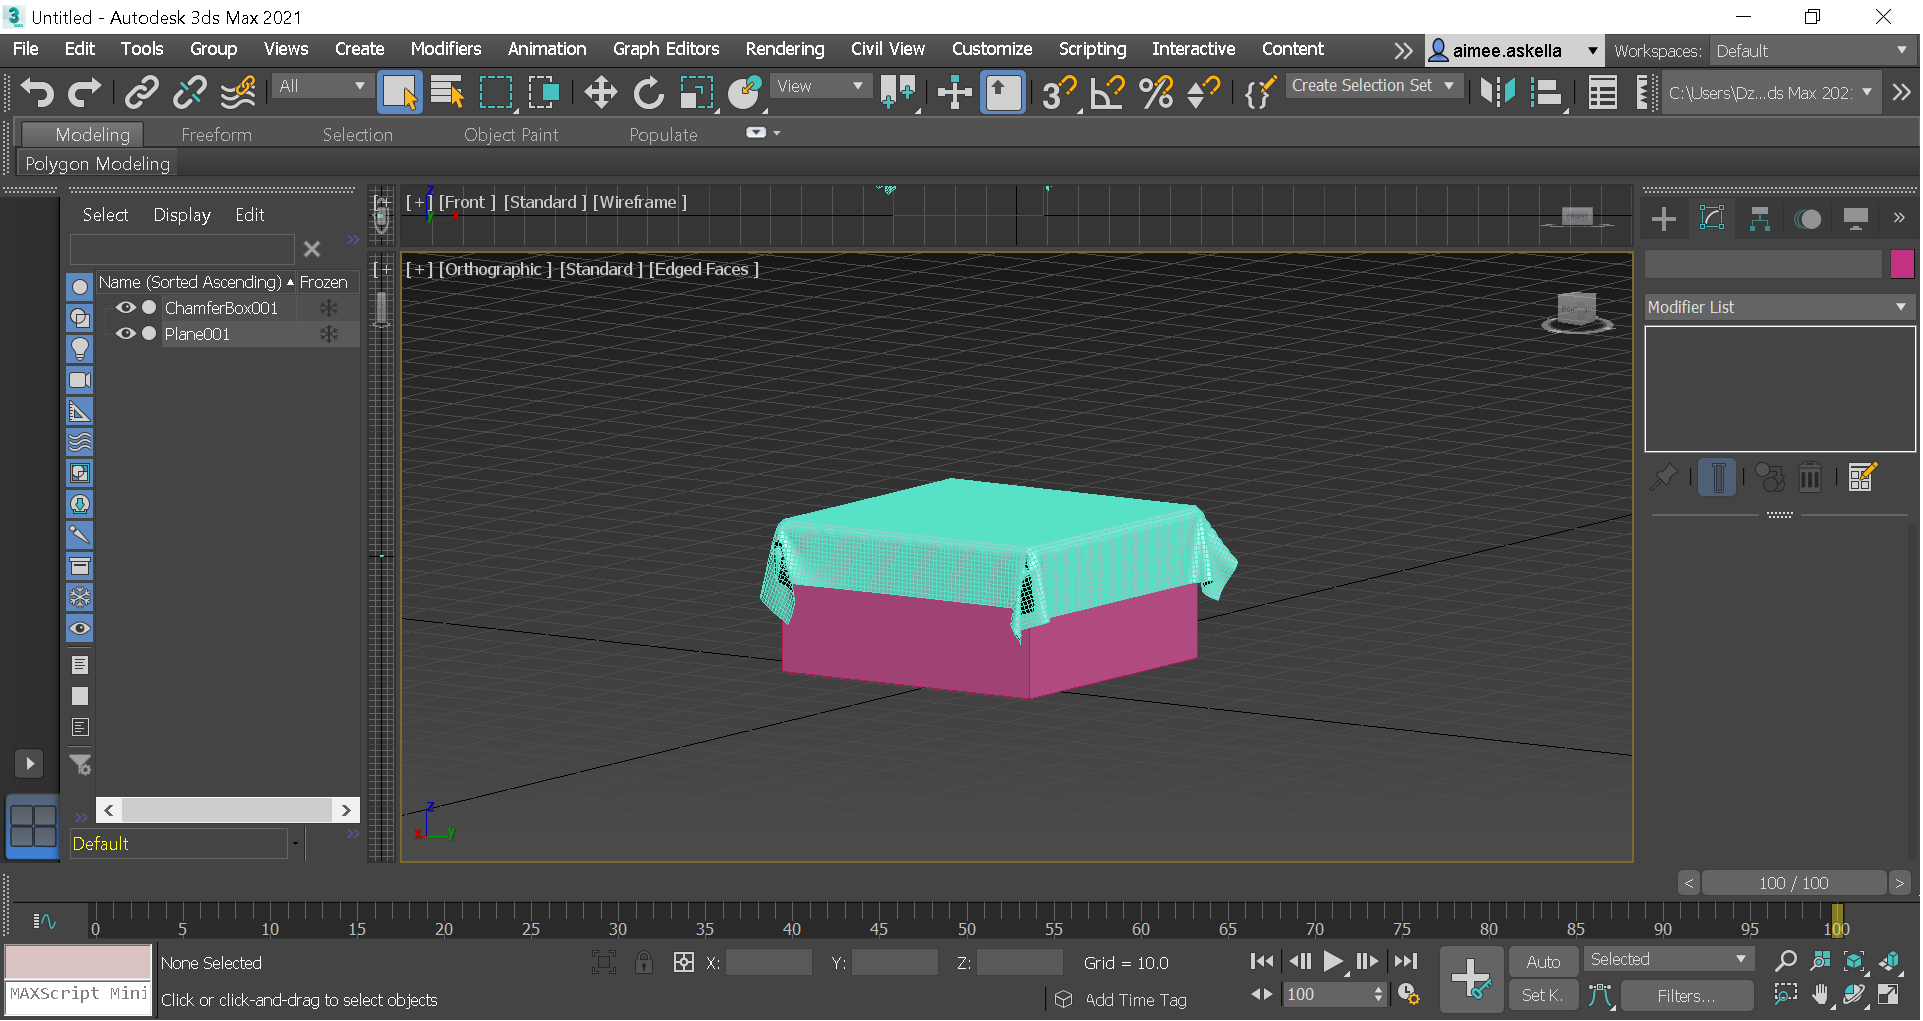 Untitled - Autodesk 3ds Max 2021
File Edit Tools Group Views Create Modifiers Animation Graph Editors Rendering Civil View Customize Scripting Interactive Content aimee.askella Workspaces: Default
All View Create Selection Set C:\Users\Dz...ds Max 202
Modeling Freeform Selection Object Paint Populate
Polygon Modeling
Select Display Edit
[+] [Front ] [Standard ] [Wireframe ]
z
x
y
FRONT
[+] [Orthographic ] [Standard ] [Edged Faces ]
Name (Sorted Ascending) Frozen
ChamferBox001
Plane001
Modifier List
z
x y
Default
< 100 / 100 >
0 5 10 15 20 25 30 35 40 45 50 55 60 65 70 75 80 85 90 95 100
None Selected X: Y: Z: Grid = 10.0 Auto Selected
MAXScript Mini Click or click-and-drag to select objects Add Time Tag 100 Set K. Filters...